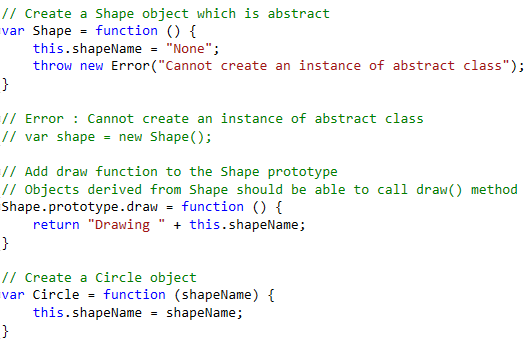 // Create a Shape object which is abstract
var Shape = function () {
    this.shapeName = "None";
    throw new Error("Cannot create an instance of abstract class");
}

// Error : Cannot create an instance of abstract class
// var shape = new Shape();

// Add draw function to the Shape prototype
// Objects derived from Shape should be able to call draw() method
Shape.prototype.draw = function () {
    return "Drawing " + this.shapeName;
}

// Create a Circle object
var Circle = function (shapeName) {
    this.shapeName = shapeName;
}